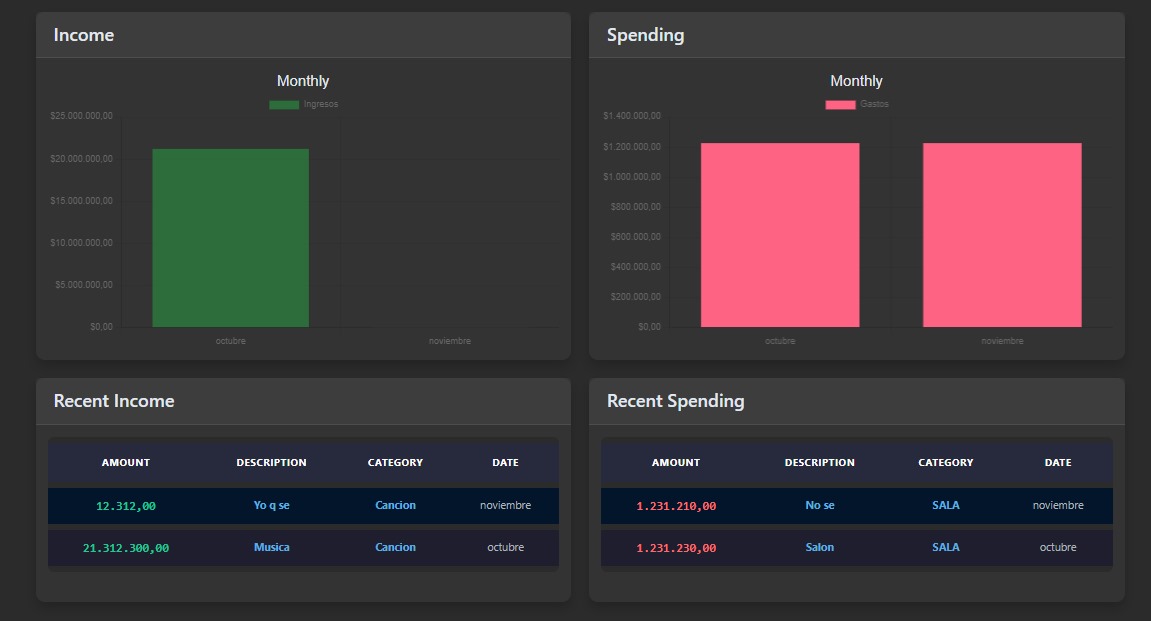 Income
Monthly
Ingresos
$25.000.000,00
$20.000.000,00
$15.000.000,00
$10.000.000,00
$5.000.000,00
$0,00
octubre noviembre
Spending
Monthly
Gastos
$1.400.000,00
$1.200.000,00
$1.000.000,00
$800.000,00
$600.000,00
$400.000,00
$200.000,00
$0,00
octubre noviembre
Recent Income
AMOUNT DESCRIPTION CATEGORY DATE
12.312,00 Yo q se Cancion noviembre
21.312.300,00 Musica Cancion octubre
Recent Spending
AMOUNT DESCRIPTION CATEGORY DATE
1.231.210,00 No se SALA noviembre
1.231.230,00 Salon SALA octubre